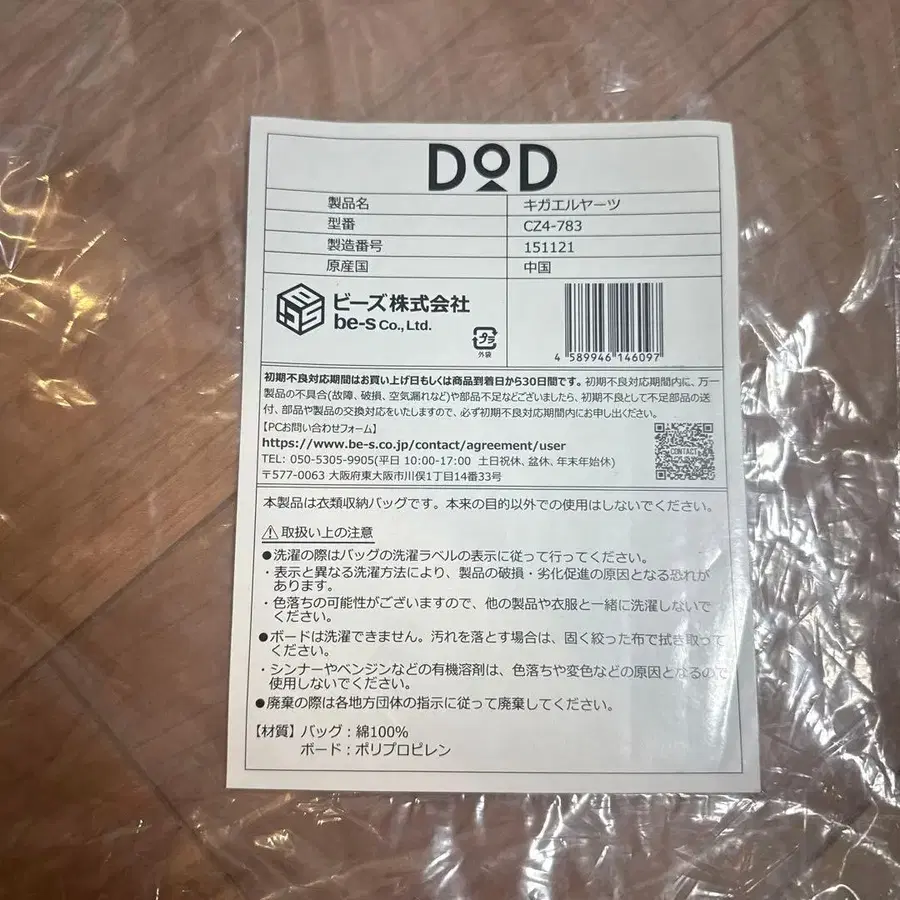 DOD
製品名 キガエルヤーツ
型番 CZ4-783
製造番号 151121
原産国 中国
ビーズ株式会社
be-s Co., Ltd.
プラ
外袋
4 589946 146097
初期不良対応期間はお買い上げ日もしくは商品到着日から30日間です。初期不良対応期間内に、万一
製品の不具合(故障、破損、空気漏れなど)や部品不足などございましたら、初期不良として不足部品の送
付、部品や製品の交換対応をいたしますので、必ず初期不良対応期間内にお申し出ください。
【PCお問い合わせフォーム】
https://www.be-s.co.jp/contact/agreement/user
TEL: 050-5305-9905(平日 10:00-17:00 土日祝休、盆休、年末年始休)
〒577-0063 大阪府東大阪市川俣1丁目14番33号
CONTACT
本製品は衣類収納バッグです。本来の目的以外での使用はしないでください。
⚠取扱い上の注意
●洗濯の際はバッグの洗濯ラベルの表示に従って行ってください。
・表示と異なる洗濯方法により、製品の破損・劣化促進の原因となる恐れが
あります。
・色落ちの可能性がございますので、他の製品や衣服と一緒に洗濯しないで
ください。
●ボードは洗濯できません。汚れを落とす場合は、固く絞った布で拭き取って
ください。
・シンナーやベンジンなどの有機溶剤は、色落ちや変色などの原因となるので
使用しないでください。
●廃棄の際は各地方団体の指示に従って廃棄してください。
【材質】バッグ：綿100%
ボード：ポリプロピレン